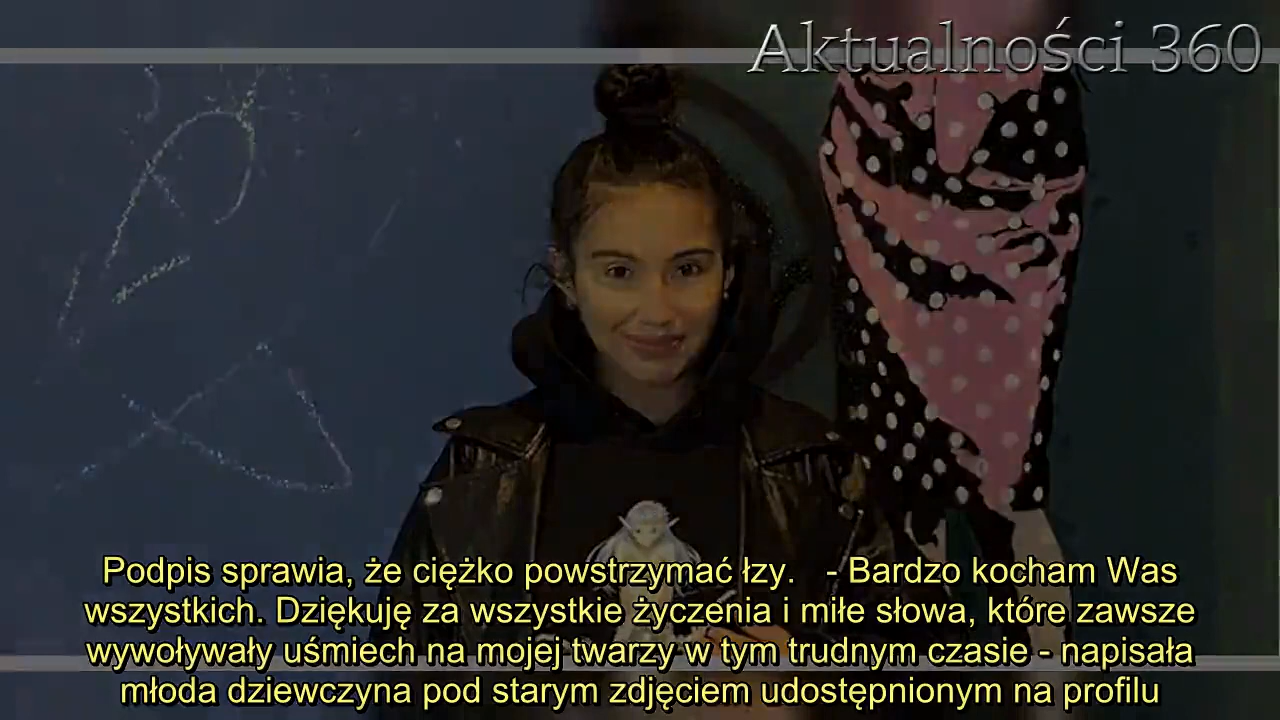 Aktualności 360
Podpis sprawia, że ciężko powstrzymać łzy. - Bardzo kocham Was
wszystkich. Dziękuję za wszystkie życzenia i miłe słowa, które zawsze
wywoływały uśmiech na mojej twarzy w tym trudnym czasie - napisała
młoda dziewczyna pod starym zdjęciem udostępnionym na profilu